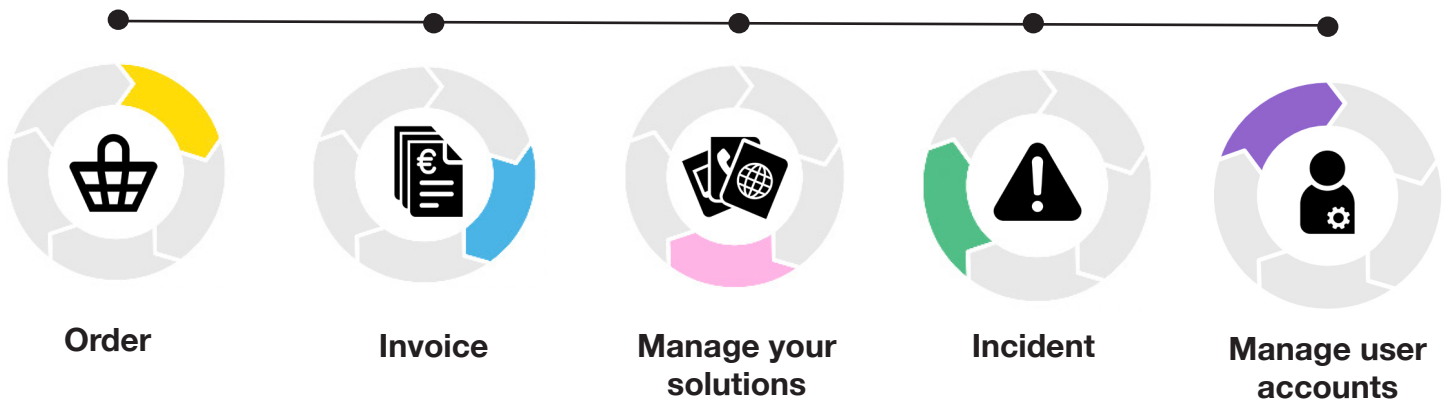 €
Order
Invoice
Manage your
solutions
Incident
Manage user
accounts